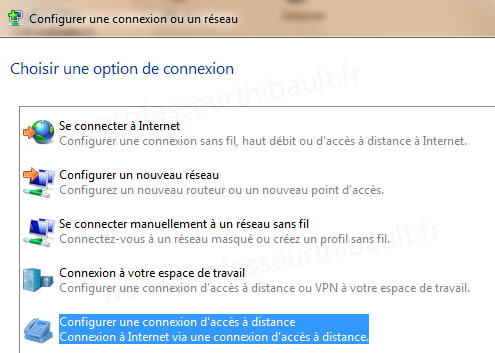 Configurer une connexion ou un réseau
Choisir une option de connexion
Se connecter à Internet
Configurer une connexion sans fil, haut débit ou d'accès à distance à Internet.
Configurer un nouveau réseau
Configurez un nouveau routeur ou un nouveau point d'accès.
Se connecter manuellement à un réseau sans fil
Connectez-vous à un réseau masqué ou créez un profil sans fil.
Connexion à votre espace de travail
Configurer une connexion d'accès à distance ou VPN à votre espace de travail.
Configurer une connexion d'accès à distance
Connexion à Internet via une connexion d'accès à distance.